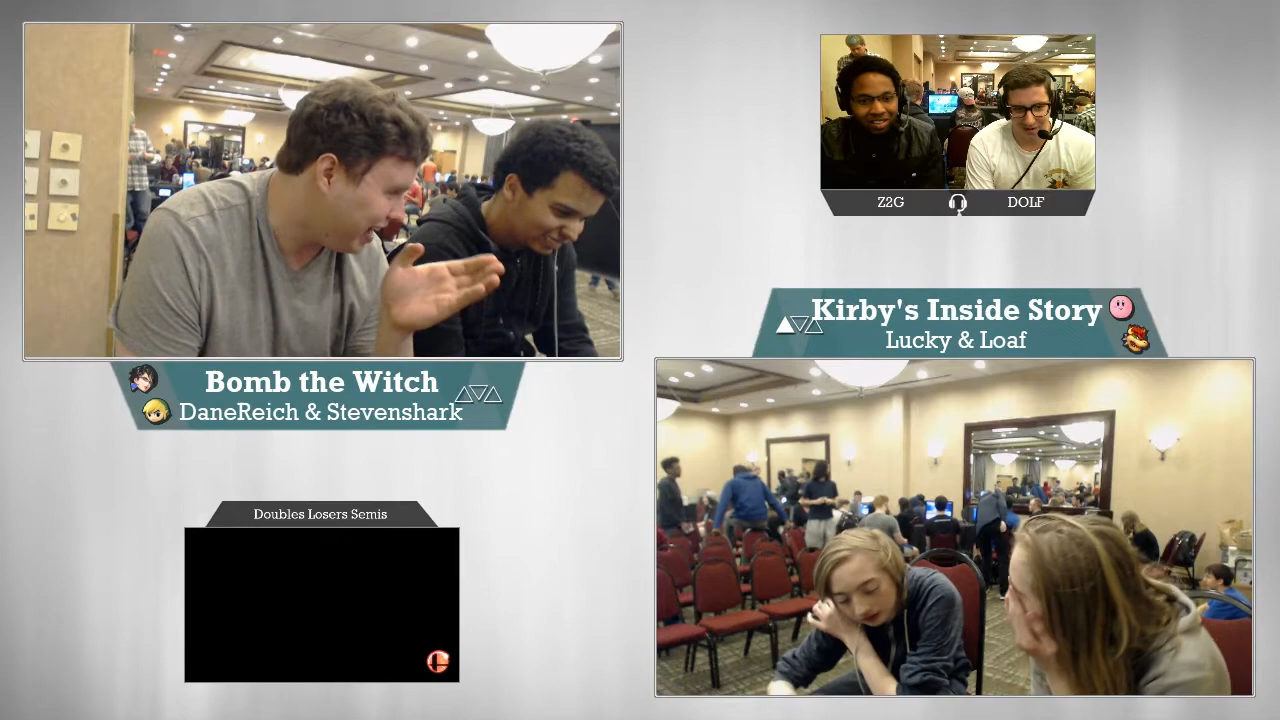 Z2G
DOLF
Kirby's Inside Story
Lucky & Loaf
Bomb the Witch
DaneReich & Stevenshark
Doubles Losers Semis